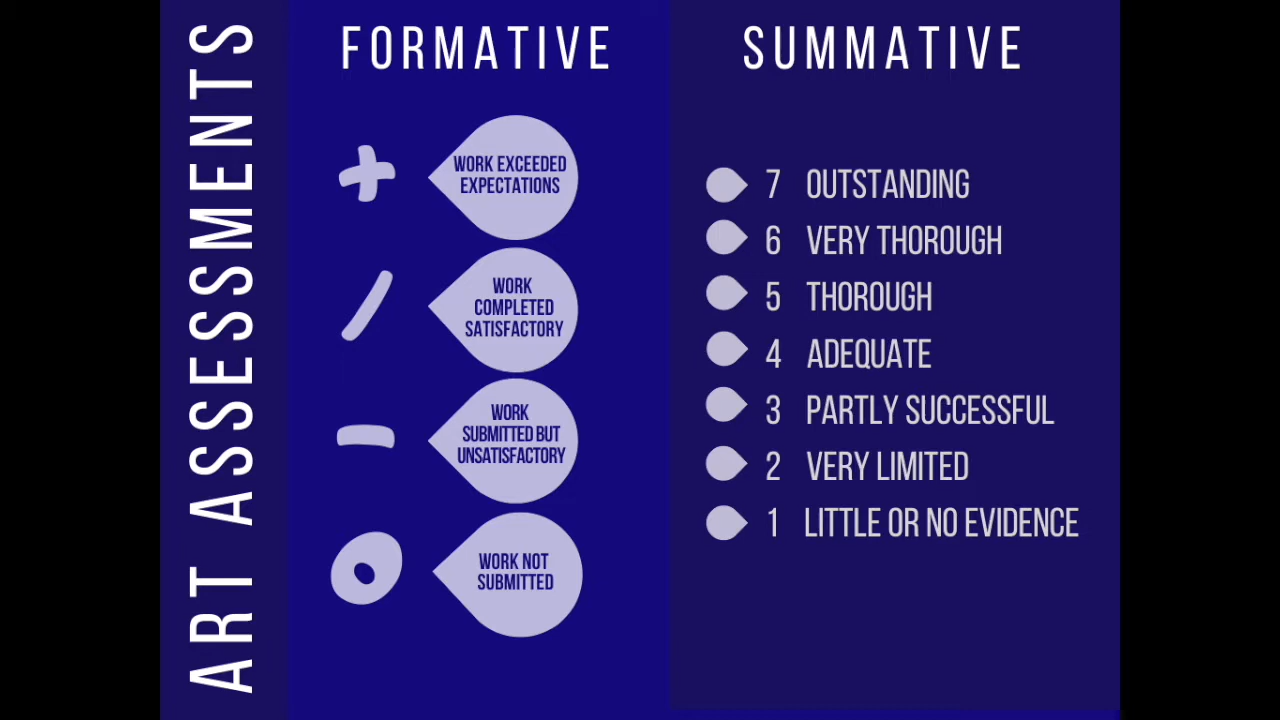 ART ASSESSMENTS
FORMATIVE
+
WORK EXCEEDED
EXPECTATIONS
/
WORK
COMPLETED
SATISFACTORY
-
WORK
SUBMITTED BUT
UNSATISFACTORY
O
WORK NOT
SUBMITTED
SUMMATIVE
7 OUTSTANDING
6 VERY THOROUGH
5 THOROUGH
4 ADEQUATE
3 PARTLY SUCCESSFUL
2 VERY LIMITED
1 LITTLE OR NO EVIDENCE